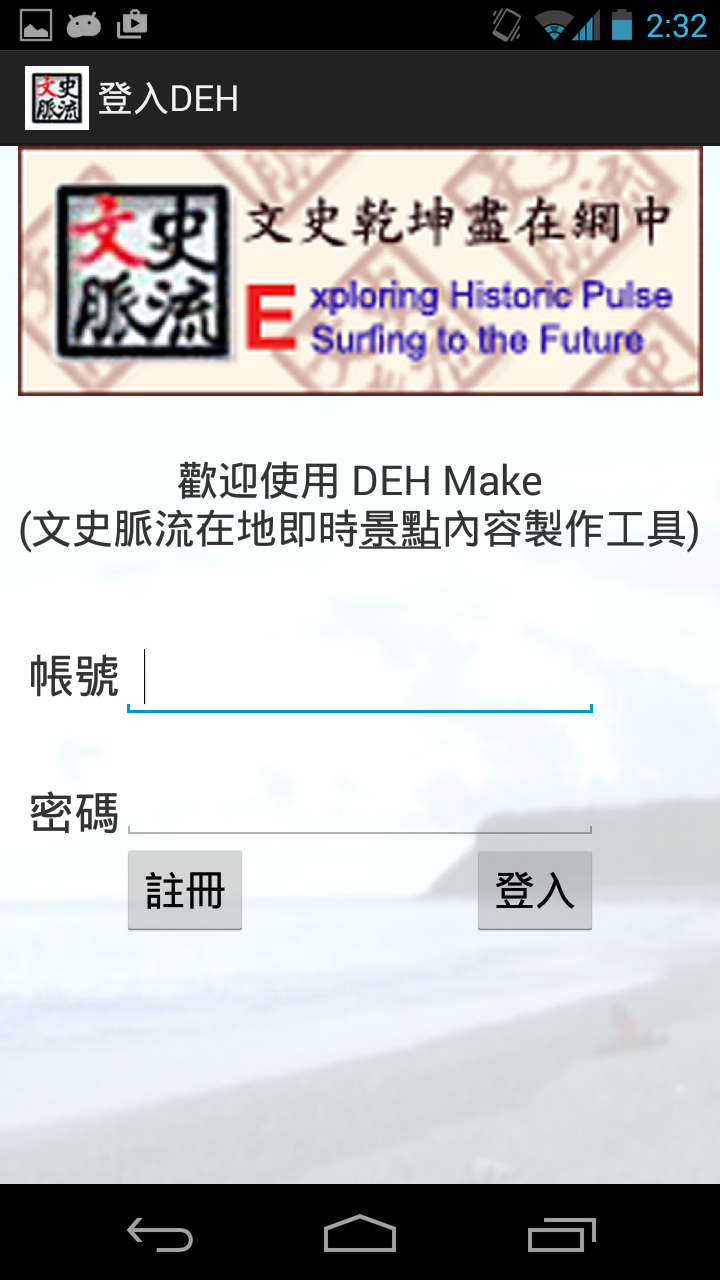 2:32
文史
脈流
登入DEH
文史
脈流
文史乾坤盡在網中
Exploring Historic Pulse
Surfing to the Future
歡迎使用 DEH Make
(文史脈流在地即時景點內容製作工具)
帳號
密碼
註冊
登入